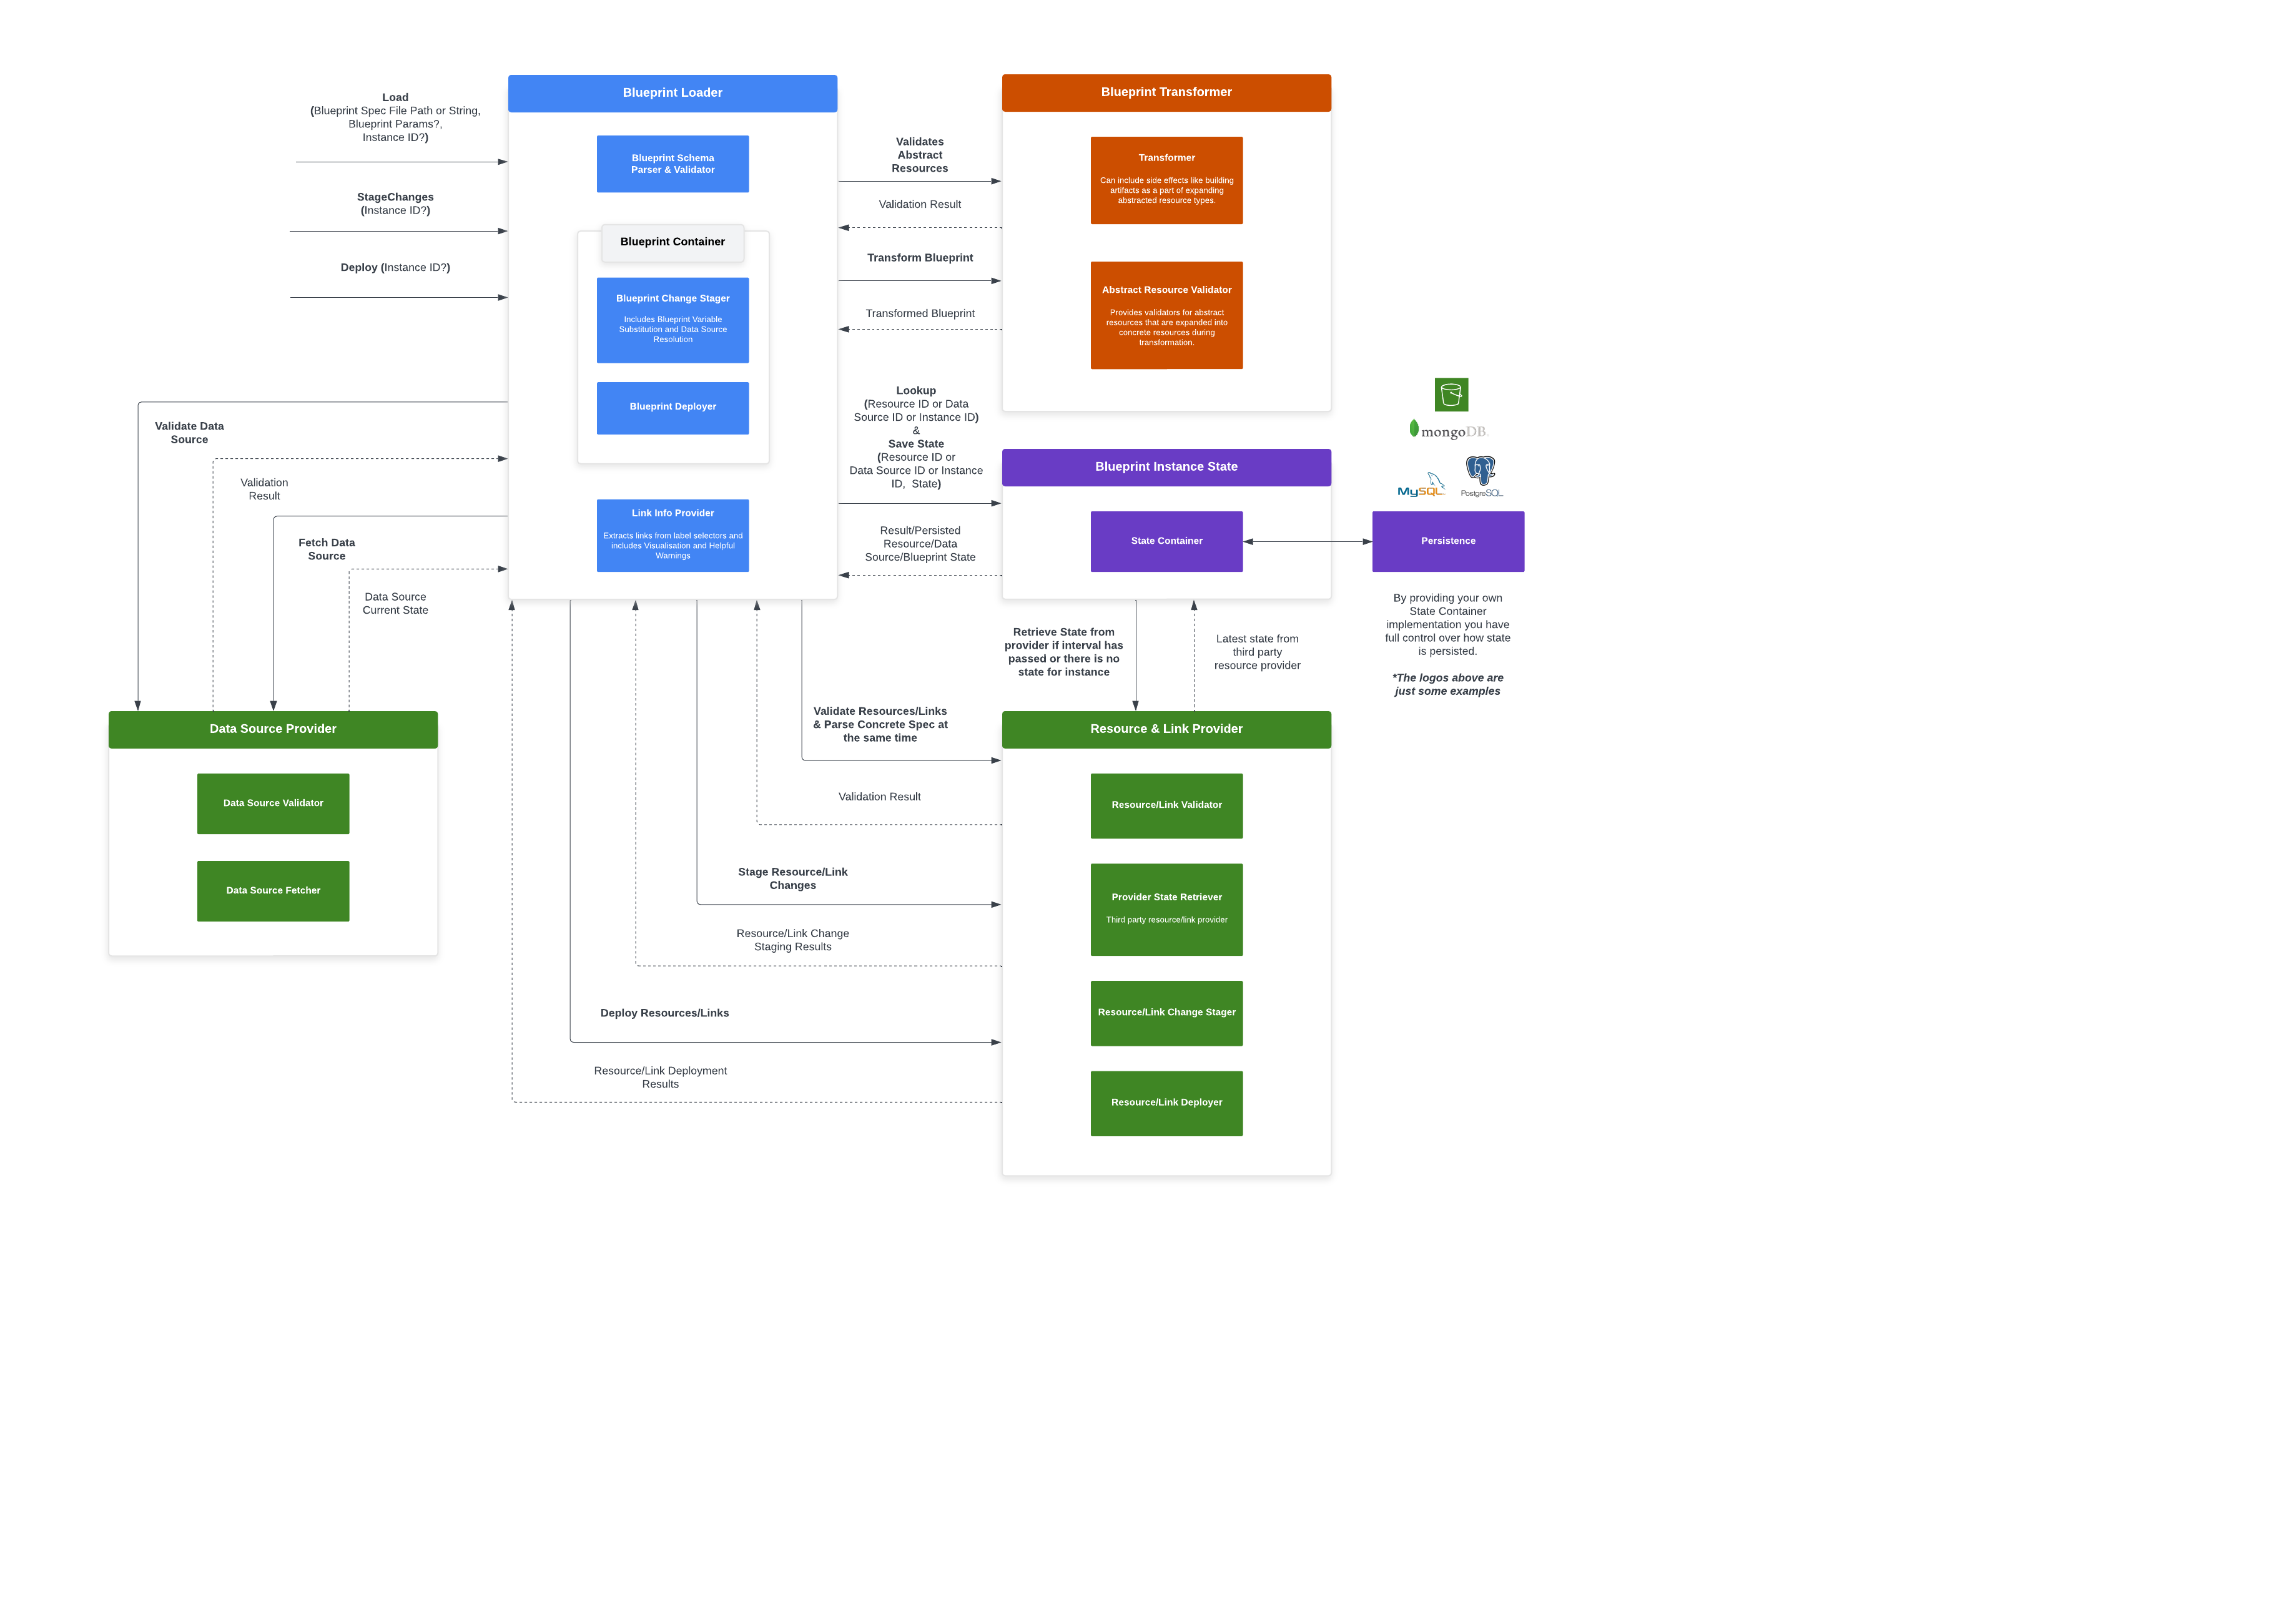 Load
(Blueprint Spec File Path or String,
Blueprint Params?,
Instance ID?)
StageChanges
(Instance ID?)
Deploy (Instance ID?)
Blueprint Loader
Blueprint Schema
Parser & Validator
Blueprint Container
Blueprint Change Stager
Includes Blueprint Variable
Substitution and Data Source
Resolution
Blueprint Deployer
Link Info Provider
Extracts links from label selectors and
includes Visualisation and Helpful
Warnings
Validates
Abstract
Resources
Validation Result
Transform Blueprint
Transformed Blueprint
Lookup
(Resource ID or Data
Source ID or Instance ID)
&
Save State
(Resource ID or
Data Source ID or Instance
ID, State)
Result/Persisted
Resource/Data
Source/Blueprint State
Blueprint Transformer
Transformer
Can include side effects like building
artifacts as a part of expanding
abstracted resource types.
Abstract Resource Validator
Provides validators for abstract
resources that are expanded into
concrete resources during
transformation.
Blueprint Instance State
State Container
mongoDB
MySQL
PostgreSQL
Persistence
By providing your own
State Container
implementation you have
full control over how state
is persisted.
*The logos above are
just some examples
Validate Data
Source
Validation
Result
Fetch Data
Source
Data Source
Current State
Data Source Provider
Data Source Validator
Data Source Fetcher
Retrieve State from
provider if interval has
passed or there is no
state for instance
Latest state from
third party
resource provider
Validate Resources/Links
& Parse Concrete Spec at
the same time
Validation Result
Stage Resource/Link
Changes
Resource/Link Change
Staging Results
Deploy Resources/Links
Resource/Link Deployment
Results
Resource & Link Provider
Resource/Link Validator
Provider State Retriever
Third party resource/link provider
Resource/Link Change Stager
Resource/Link Deployer